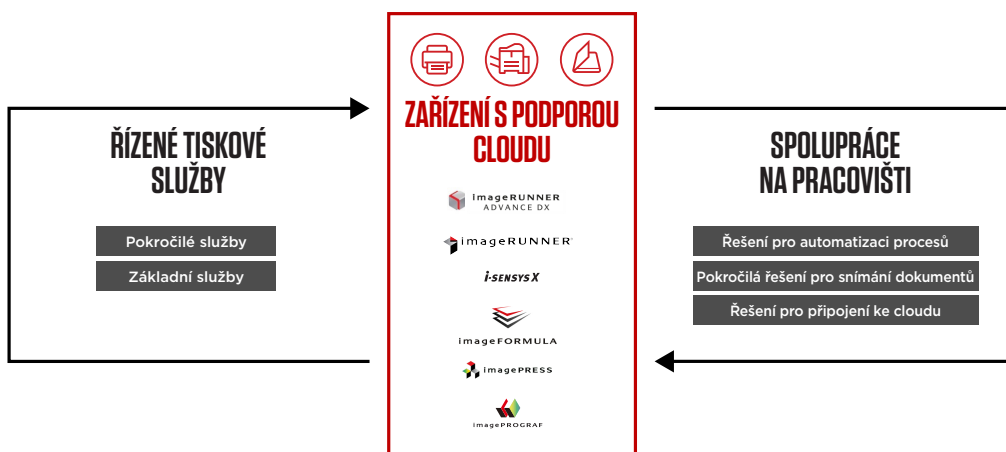 ŘÍZENÉ TISKOVÉ
SLUŽBY
Pokročilé služby
Základní služby
ZAŘÍZENÍ S PODPOROU
CLOUDU
imageRUNNER
ADVANCE DX
imageRUNNER
i-SENSYS X
imageFORMULA
imagePRESS
imagePROGRAF
SPOLUPRÁCE
NA PRACOVIŠTI
Řešení pro automatizaci procesů
Pokročilá řešení pro snímání dokumentů
Řešení pro připojení ke cloudu